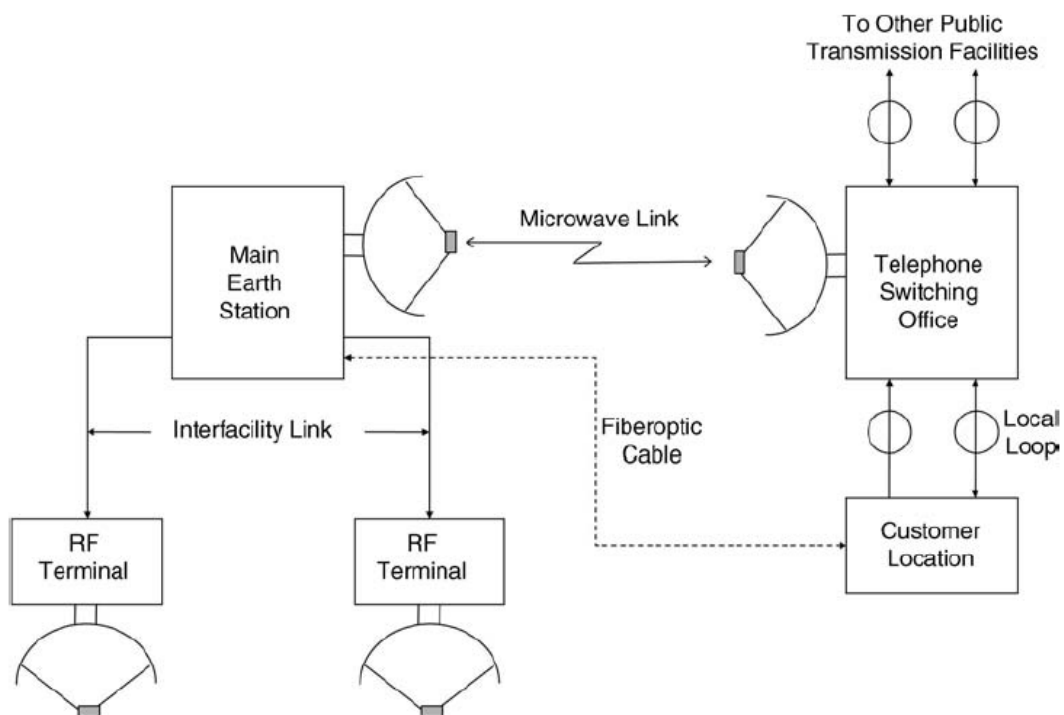 To Other Public
Transmission Facilities
Microwave Link
Main
Earth
Station
Telephone
Switching
Office
Interfacility Link
Fiberoptic
Cable
Local
Loop
RF
Terminal
RF
Terminal
Customer
Location